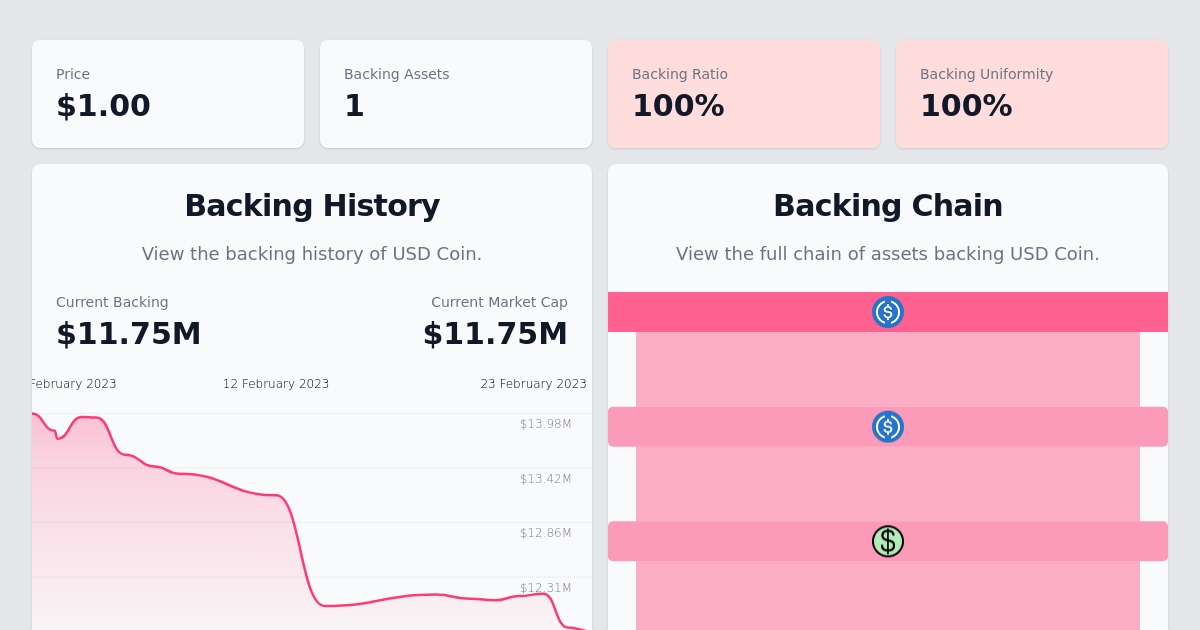 Price
$1.00
Backing Assets
1
Backing Ratio
100%
Backing Uniformity
100%
Backing History
View the backing history of USD Coin.
Current Backing
$11.75M
Current Market Cap
$11.75M
February 2023
12 February 2023
23 February 2023
$13.98M
$13.42M
$12.86M
$12.31M
Backing Chain
View the full chain of assets backing USD Coin.
$
$
$